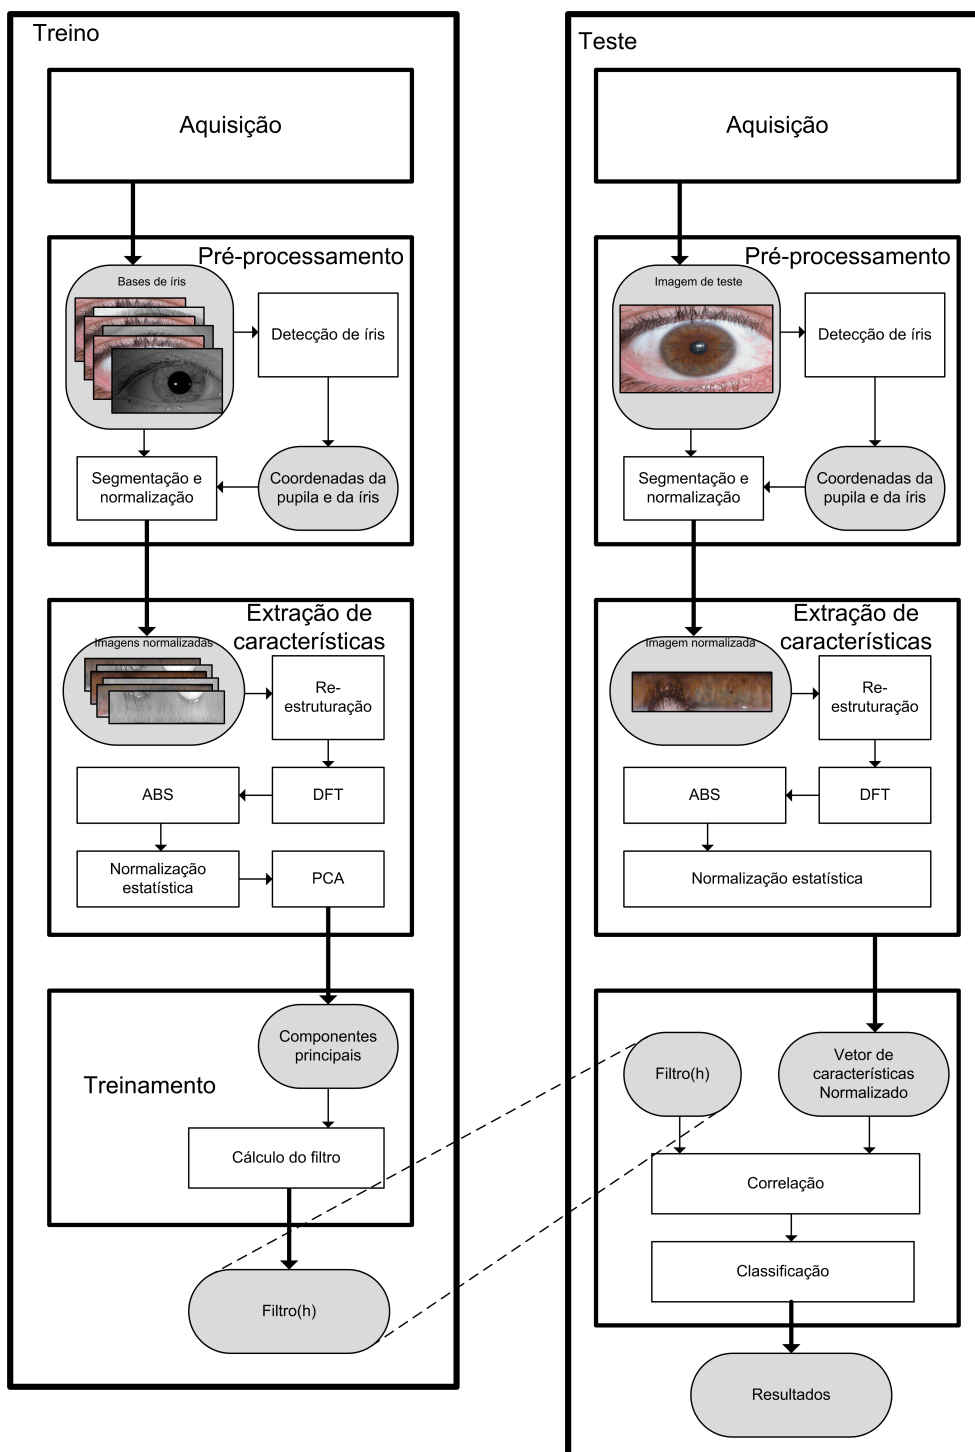 Treino
Aquisição
Pré-processamento
Bases de íris
Detecção de íris
Segmentação e
normalização
Coordenadas da
pupila e da íris
Extração de
características
Imagens normalizadas
Re-
estruturação
ABS
DFT
Normalização
estatística
PCA
Componentes
principais
Treinamento
Cálculo do filtro
Filtro(h)
Teste
Aquisição
Pré-processamento
Imagem de teste
Detecção de íris
Segmentação e
normalização
Coordenadas da
pupila e da íris
Extração de
características
Imagem normalizada
Re-
estruturação
ABS
DFT
Normalização estatística
Filtro(h)
Vetor de
características
Normalizado
Correlação
Classificação
Resultados